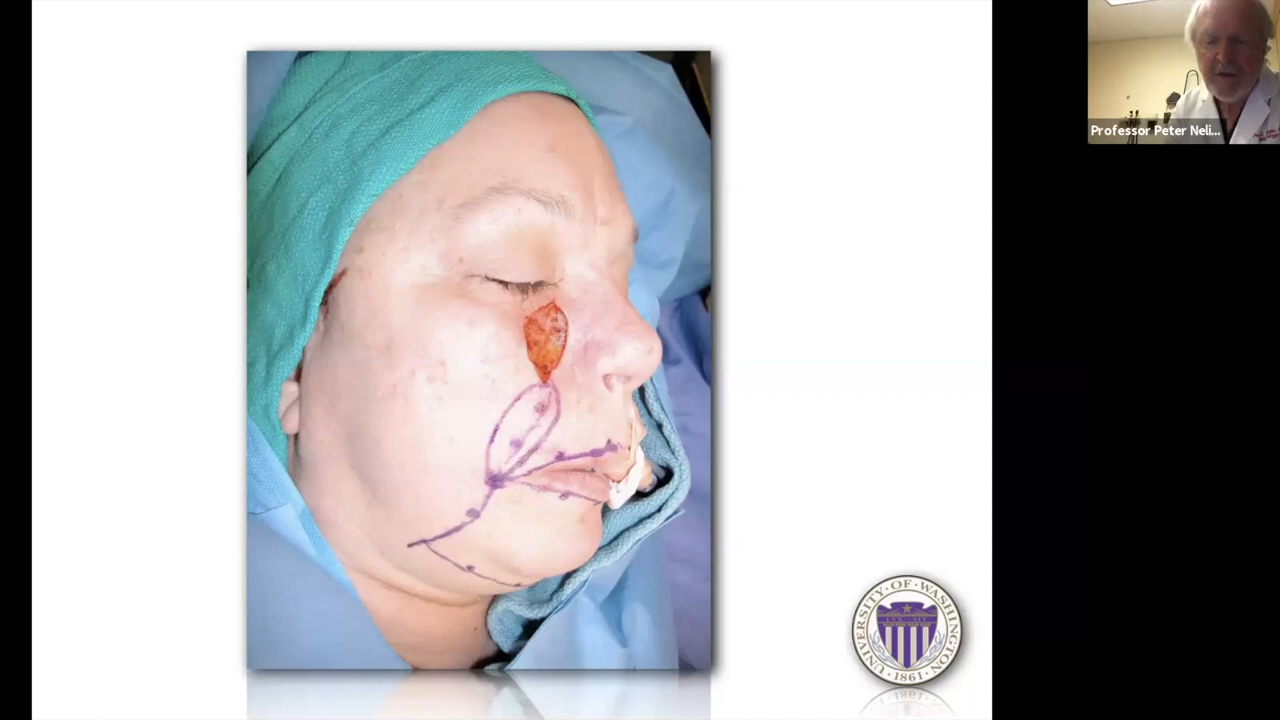 Professor Peter Neli...
UNIVERSITY · OF · WASHINGTON
· 1861 ·